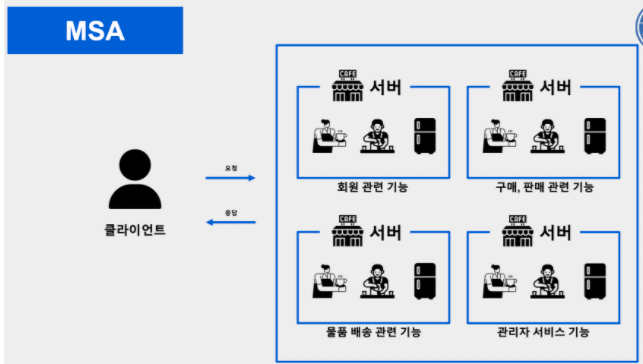 MSA
CAFE 서버
CAFE 서버
회원 관련 기능
구매, 판매 관련 기능
요청
응답
클라이언트
CAFE 서버
CAFE 서버
물품 배송 관련 기능
관리자 서비스 기능